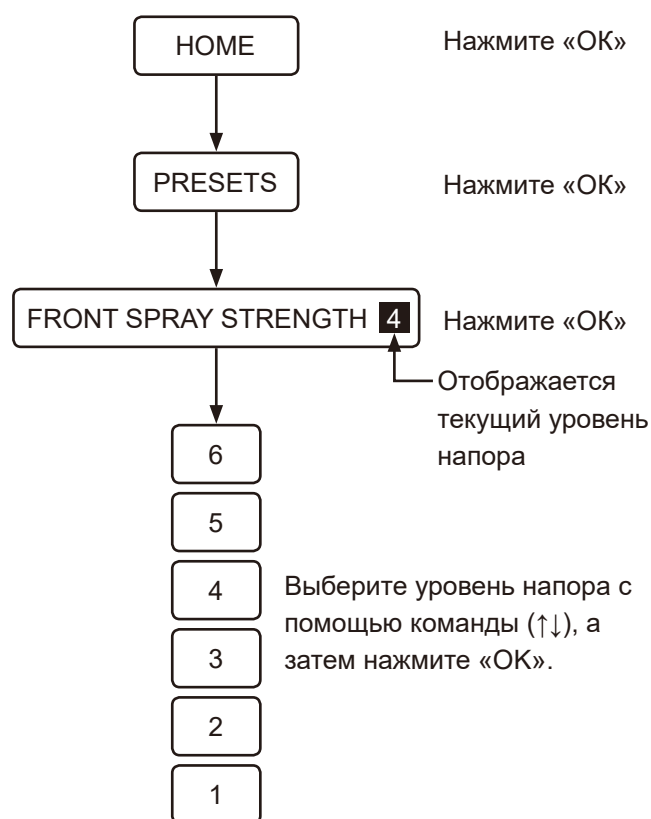 HOME
Нажмите «ОК»
PRESETS
Нажмите «ОК»
FRONT SPRAY STRENGTH 4
Нажмите «ОК»
Отображается
текущий уровень
напора
6
5
4
3
2
1
Выберите уровень напора с
помощью команды (↑↓), а
затем нажмите «ОК».